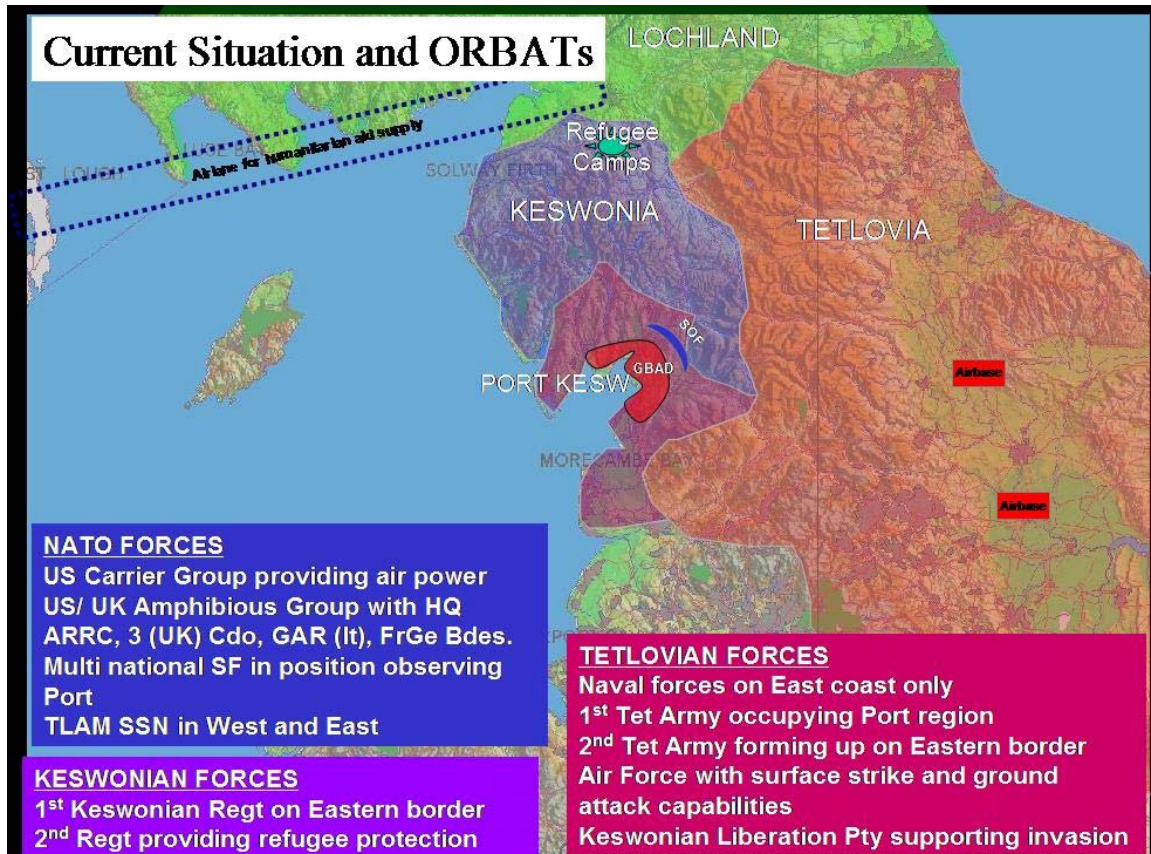 Current Situation and ORBATs
LOCHLAND
Refugee
Camps
Airlane for humanitarian aid supply
LUCE BAY
ST LOUGH
SOLWAY FIRTH
KESWONIA
TETLOVIA
SOF
GBAD
PORT KESW
Airbase
MORECAMBE BAY
Airbase
NATO FORCES
US Carrier Group providing air power
US/ UK Amphibious Group with HQ
ARRC, 3 (UK) Cdo, GAR (It), FrGe Bdes.
Multi national SF in position observing
Port
TLAM SSN in West and East
KESWONIAN FORCES
1st Keswonian Regt on Eastern border
2nd Regt providing refugee protection
TETLOVIAN FORCES
Naval forces on East coast only
1st Tet Army occupying Port region
2nd Tet Army forming up on Eastern border
Air Force with surface strike and ground
attack capabilities
Keswonian Liberation Pty supporting invasion